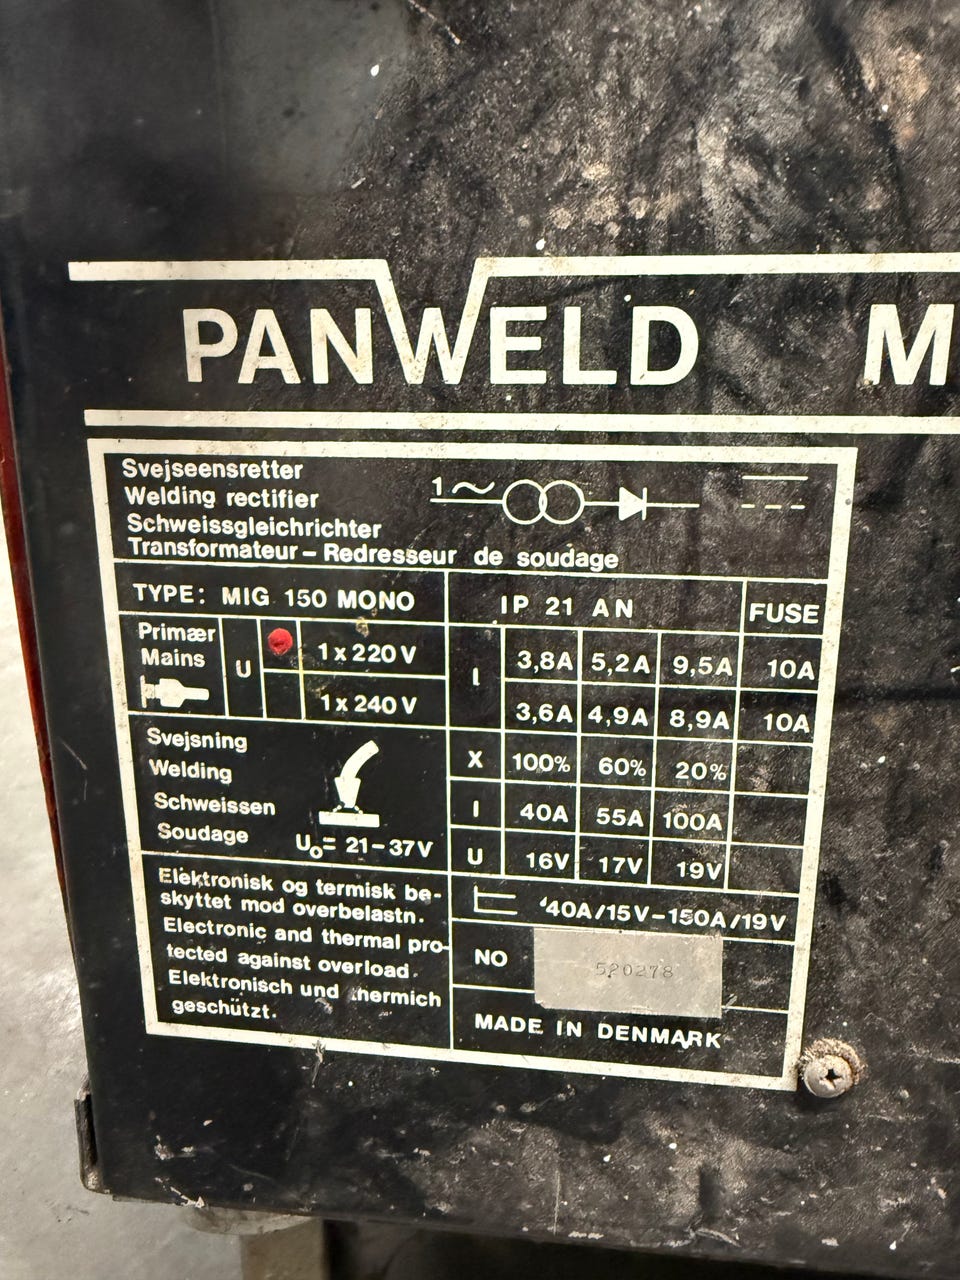 PANWELD M
Svejseensretter
Welding rectifier
1~
Schweissgleichrichter
Transformateur – Redresseur de soudage
TYPE: MIG 150 MONO
IP 21 AN
FUSE
Primær
Mains
U
1 x 220 V
1 x 240 V
I
3,8A 5,2A 9,5A 10A
3,6A 4,9A 8,9A 10A
X 100% 60% 20%
I 40A 55A 100A
U 16V 17V 19V
Svejsning
Welding
Schweissen
Soudage
U₀= 21-37V
40A/15V-150A/19V
Elektronisk og termisk be-
skyttet mod overbelastn.
Electronic and thermal pro-
tected against overload.
Elektronisch und thermich
geschützt.
NO 520278
MADE IN DENMARK